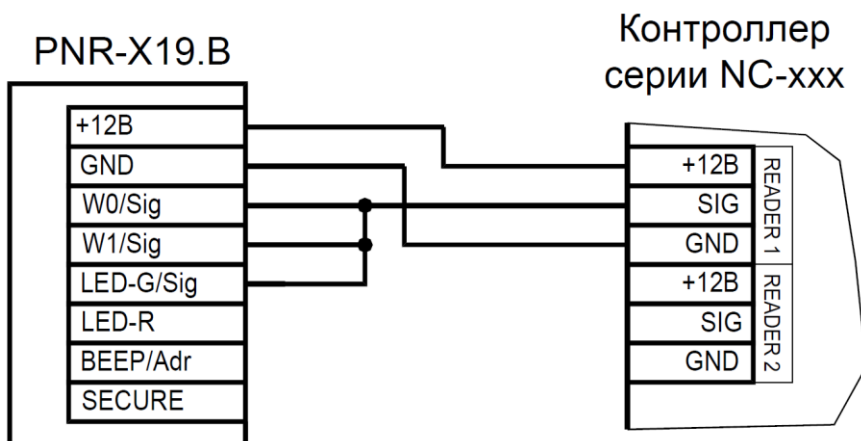 PNR-X19.B
+12В
GND
W0/Sig
W1/Sig
LED-G/Sig
LED-R
BEEP/Adr
SECURE
Контроллер
серии NC-xxx
+12В
SIG
GND
READER 1
+12В
SIG
GND
READER 2